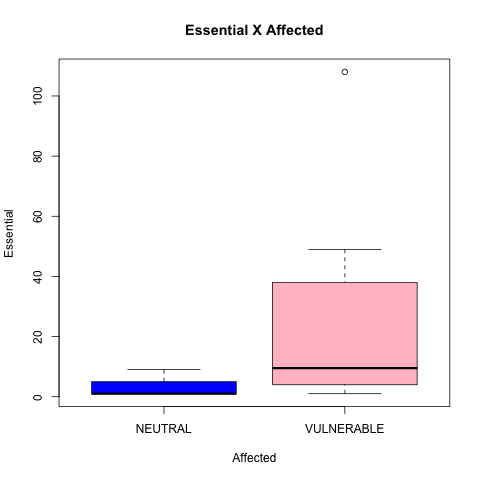 Essential X Affected
Essential
100
80
60
40
20
0
NEUTRAL
VULNERABLE
Affected